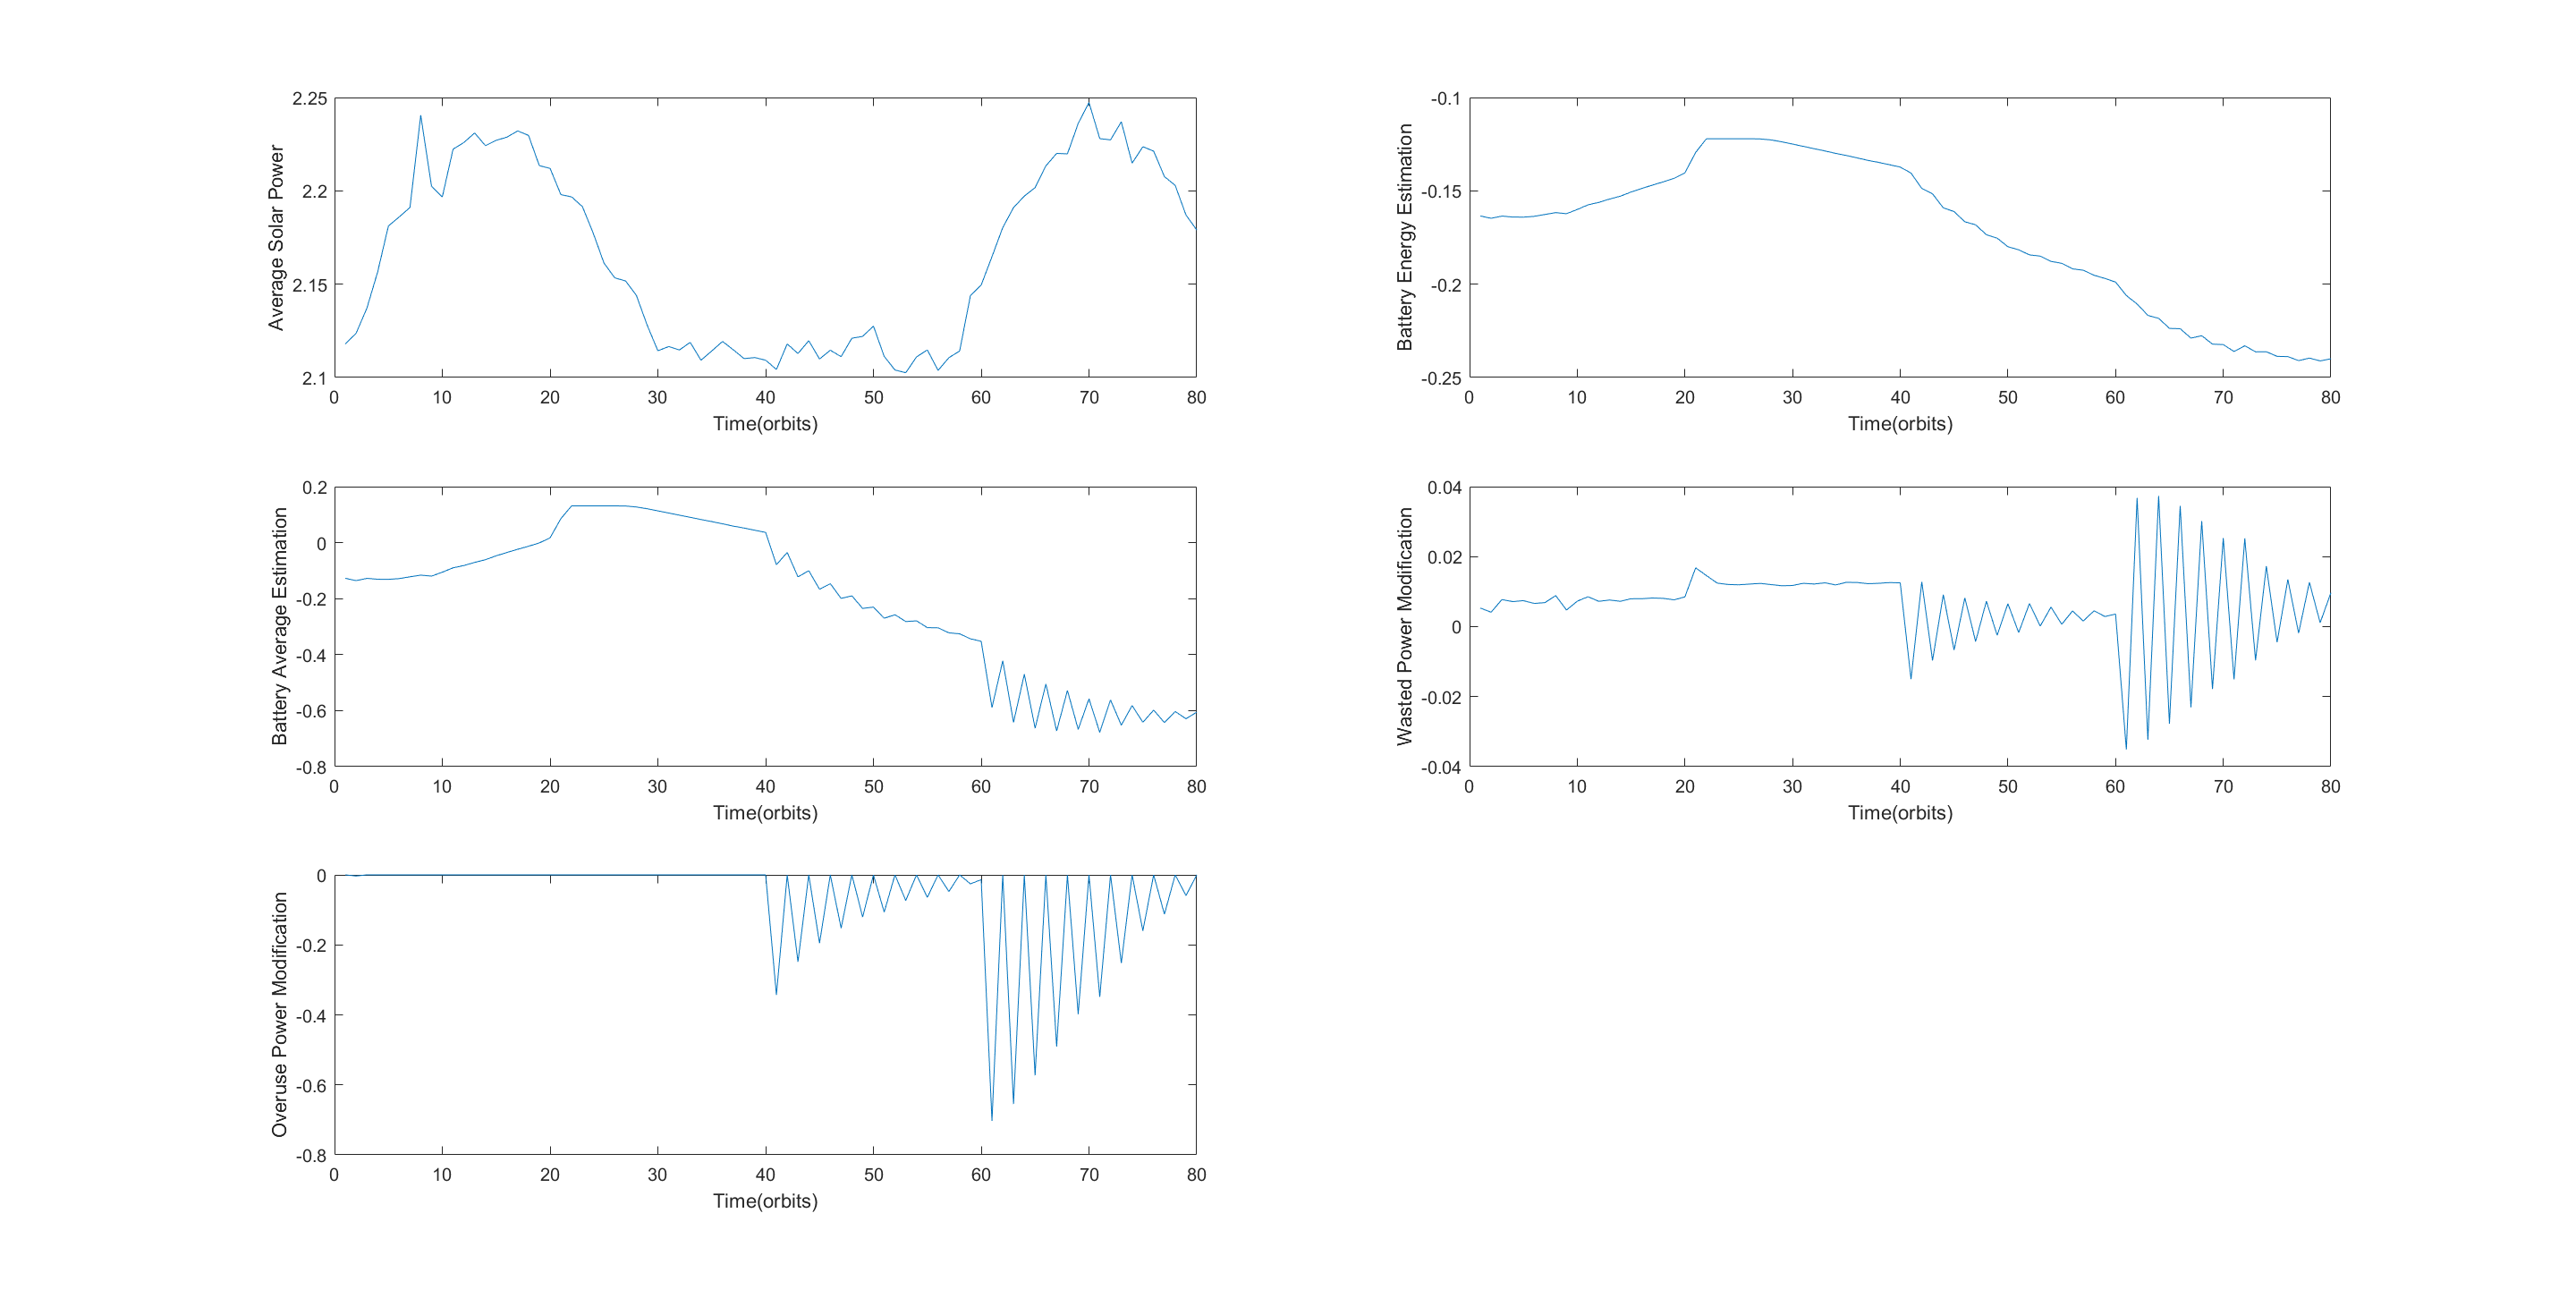 Average Solar Power
2.25
2.2
2.15
2.1
0 10 20 30 40 50 60 70 80
Time(orbits)
Battery Energy Estimation
-0.1
-0.15
-0.2
-0.25
0 10 20 30 40 50 60 70 80
Time(orbits)
Battery Average Estimation
0.2
0
-0.2
-0.4
-0.6
-0.8
0 10 20 30 40 50 60 70 80
Time(orbits)
Wasted Power Modification
0.04
0.02
0
-0.02
-0.04
0 10 20 30 40 50 60 70 80
Time(orbits)
Overuse Power Modification
0
-0.2
-0.4
-0.6
-0.8
0 10 20 30 40 50 60 70 80
Time(orbits)